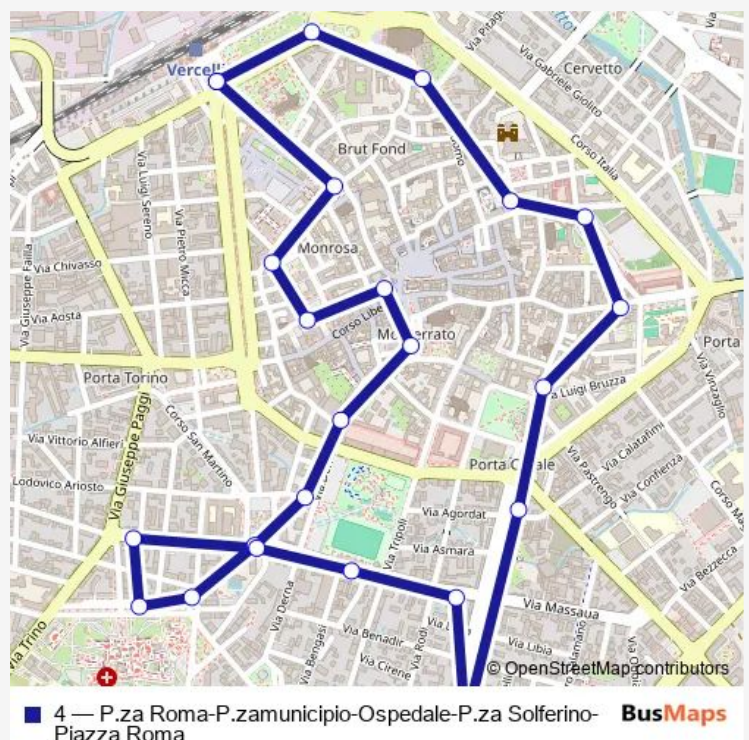 Via Pitago
Via Gabriele Giolito
Cervetto
Vercelli
Corso Italia
Brut Fond
Via Luigi Sereno
Via Pietro Micca
Monrosa
Via Giuseppe Failla
Via Chivasso
Via Aosta
Corso Libe
Porta
Porta Torino
Luigi Bruzza
Via Vinzaglio
Via Giuseppe Paggi
Corso San Martino
Via Vittorio Alfieri
Via Calatafimi
Porta C
Via Pastrengo
Via Confienza
Lodovico Ariosto
Via Agordat
Via Tripoli
Via Asmara
Via Bezzecca
Via Derna
Via Massaua
Via Trino
Via Bengasi
Via Benadir
Via Rodi
Via Libia
Via Cirene
© OpenStreetMap contributors
4 — P.za Roma-P.zamunicipio-Ospedale-P.za Solferino-
Piazza Roma
BusMaps